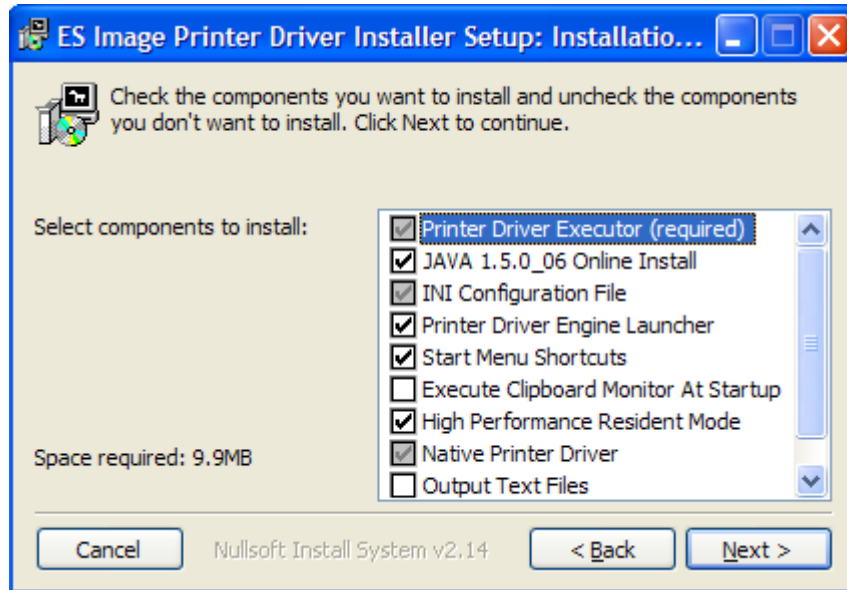 ES Image Printer Driver Installer Setup: Installatio...
Check the components you want to install and uncheck the components
you don't want to install. Click Next to continue.
Select components to install:
Printer Driver Executor (required)
JAVA 1.5.0_06 Online Install
INI Configuration File
Printer Driver Engine Launcher
Start Menu Shortcuts
Execute Clipboard Monitor At Startup
High Performance Resident Mode
Native Printer Driver
Output Text Files
Space required: 9.9MB
Cancel
Nullsoft Install System v2.14
< Back
Next >